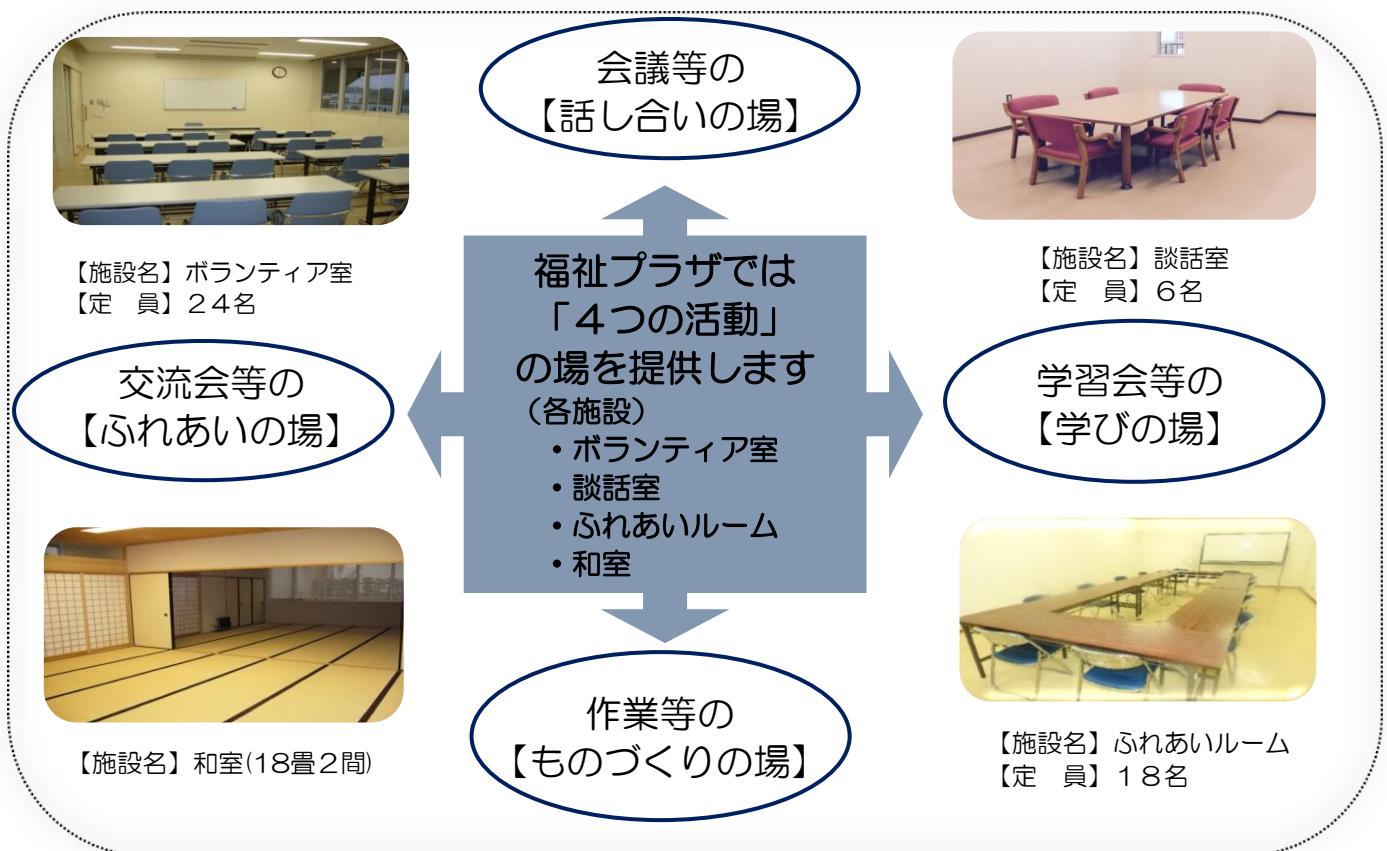 会議等の
【話し合いの場】
【施設名】ボランティア室
【定　員】２４名
【施設名】談話室
【定　員】６名
福祉プラザでは
「４つの活動」
の場を提供します
（各施設）
・ボランティア室
・談話室
・ふれあいルーム
・和室
交流会等の
【ふれあいの場】
学習会等の
【学びの場】
作業等の
【ものづくりの場】
【施設名】和室(18畳２間)
【施設名】ふれあいルーム
【定　員】１８名